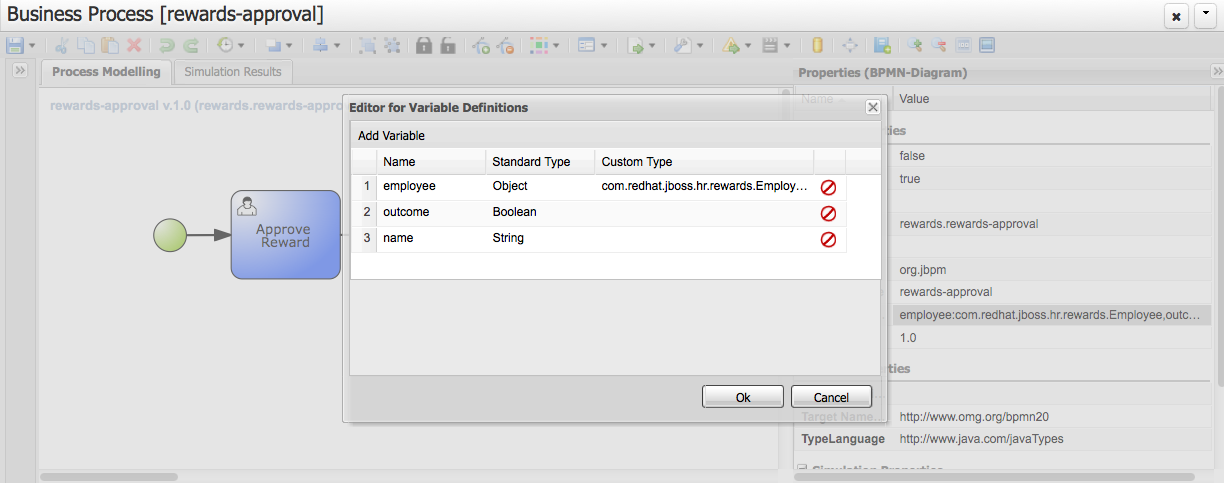 Business Process [rewards-approval]
Process Modelling
Simulation Results
Properties (BPMN-Diagram)
rewards-approval v.1.0 (rewards.rewards-appro
Name
Value
Editor for Variable Definitions
Add Variable
Name Standard Type Custom Type
1 employee Object com.redhat.jboss.hr.rewards.Employ...
2 outcome Boolean
3 name String
Ok
Cancel
Approve
Reward
false
true
rewards.rewards-approval
org.jbpm
rewards-approval
employee:com.redhat.jboss.hr.rewards.Employee,outc...
1.0
Target Name... http://www.omg.org/bpmn20
TypeLanguage http://www.java.com/javaTypes
Simulation Properties